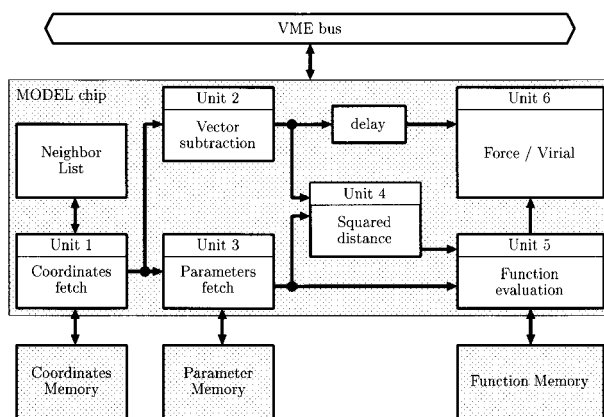 VME bus
MODEL chip
Unit 2
Vector
subtraction
delay
Unit 6
Force / Virial
Neighbor
List
Unit 4
Squared
distance
Unit 1
Coordinates
fetch
Unit 3
Parameters
fetch
Unit 5
Function
evaluation
Coordinates
Memory
Parameter
Memory
Function Memory